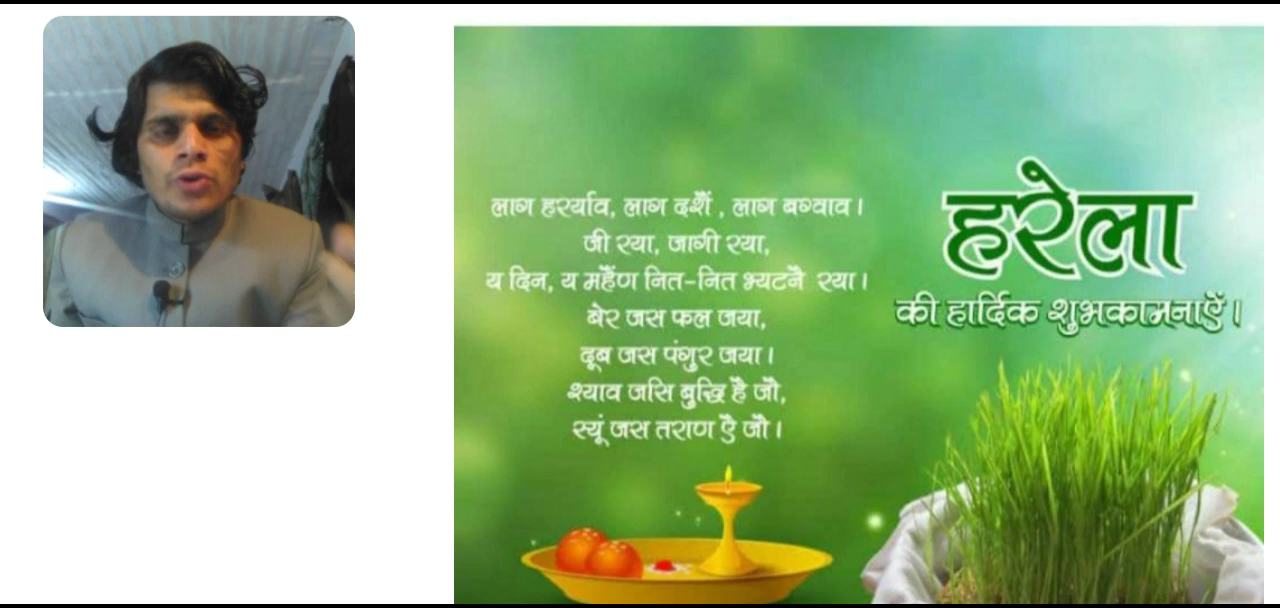 लाग हर्र्याव, लाग दशैं , लाग बग्वाव ।
जी रया, जागी रया,
य दिन, य महैंण नित-नित भ्यटनै रया ।
बेर जस फल जया,
दूब जस पंगुर जया ।
श्याव जसि बुद्धि है जौ,
स्यूं जस तराण ऐ जौ ।
हरेला
की हार्दिक शुभकामनाएँ ।